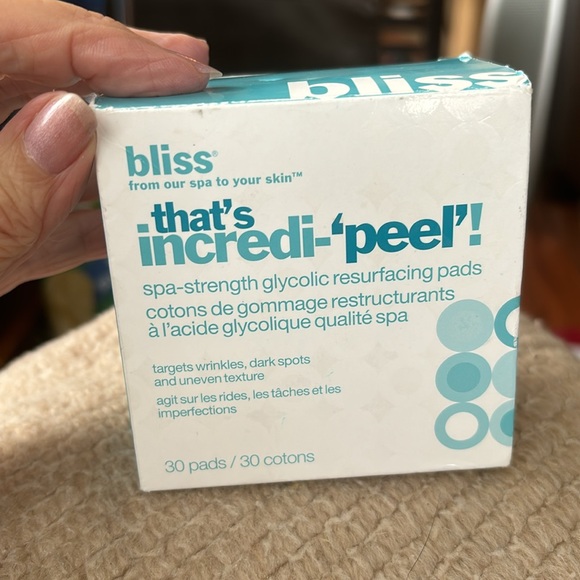 bliss
bliss®
from our spa to your skin™
that's
incredi-'peel'!
spa-strength glycolic resurfacing pads
cotons de gommage restructurants
à l'acide glycolique qualité spa
targets wrinkles, dark spots
and uneven texture
agit sur les rides, les tâches et les
imperfections
30 pads / 30 cotons